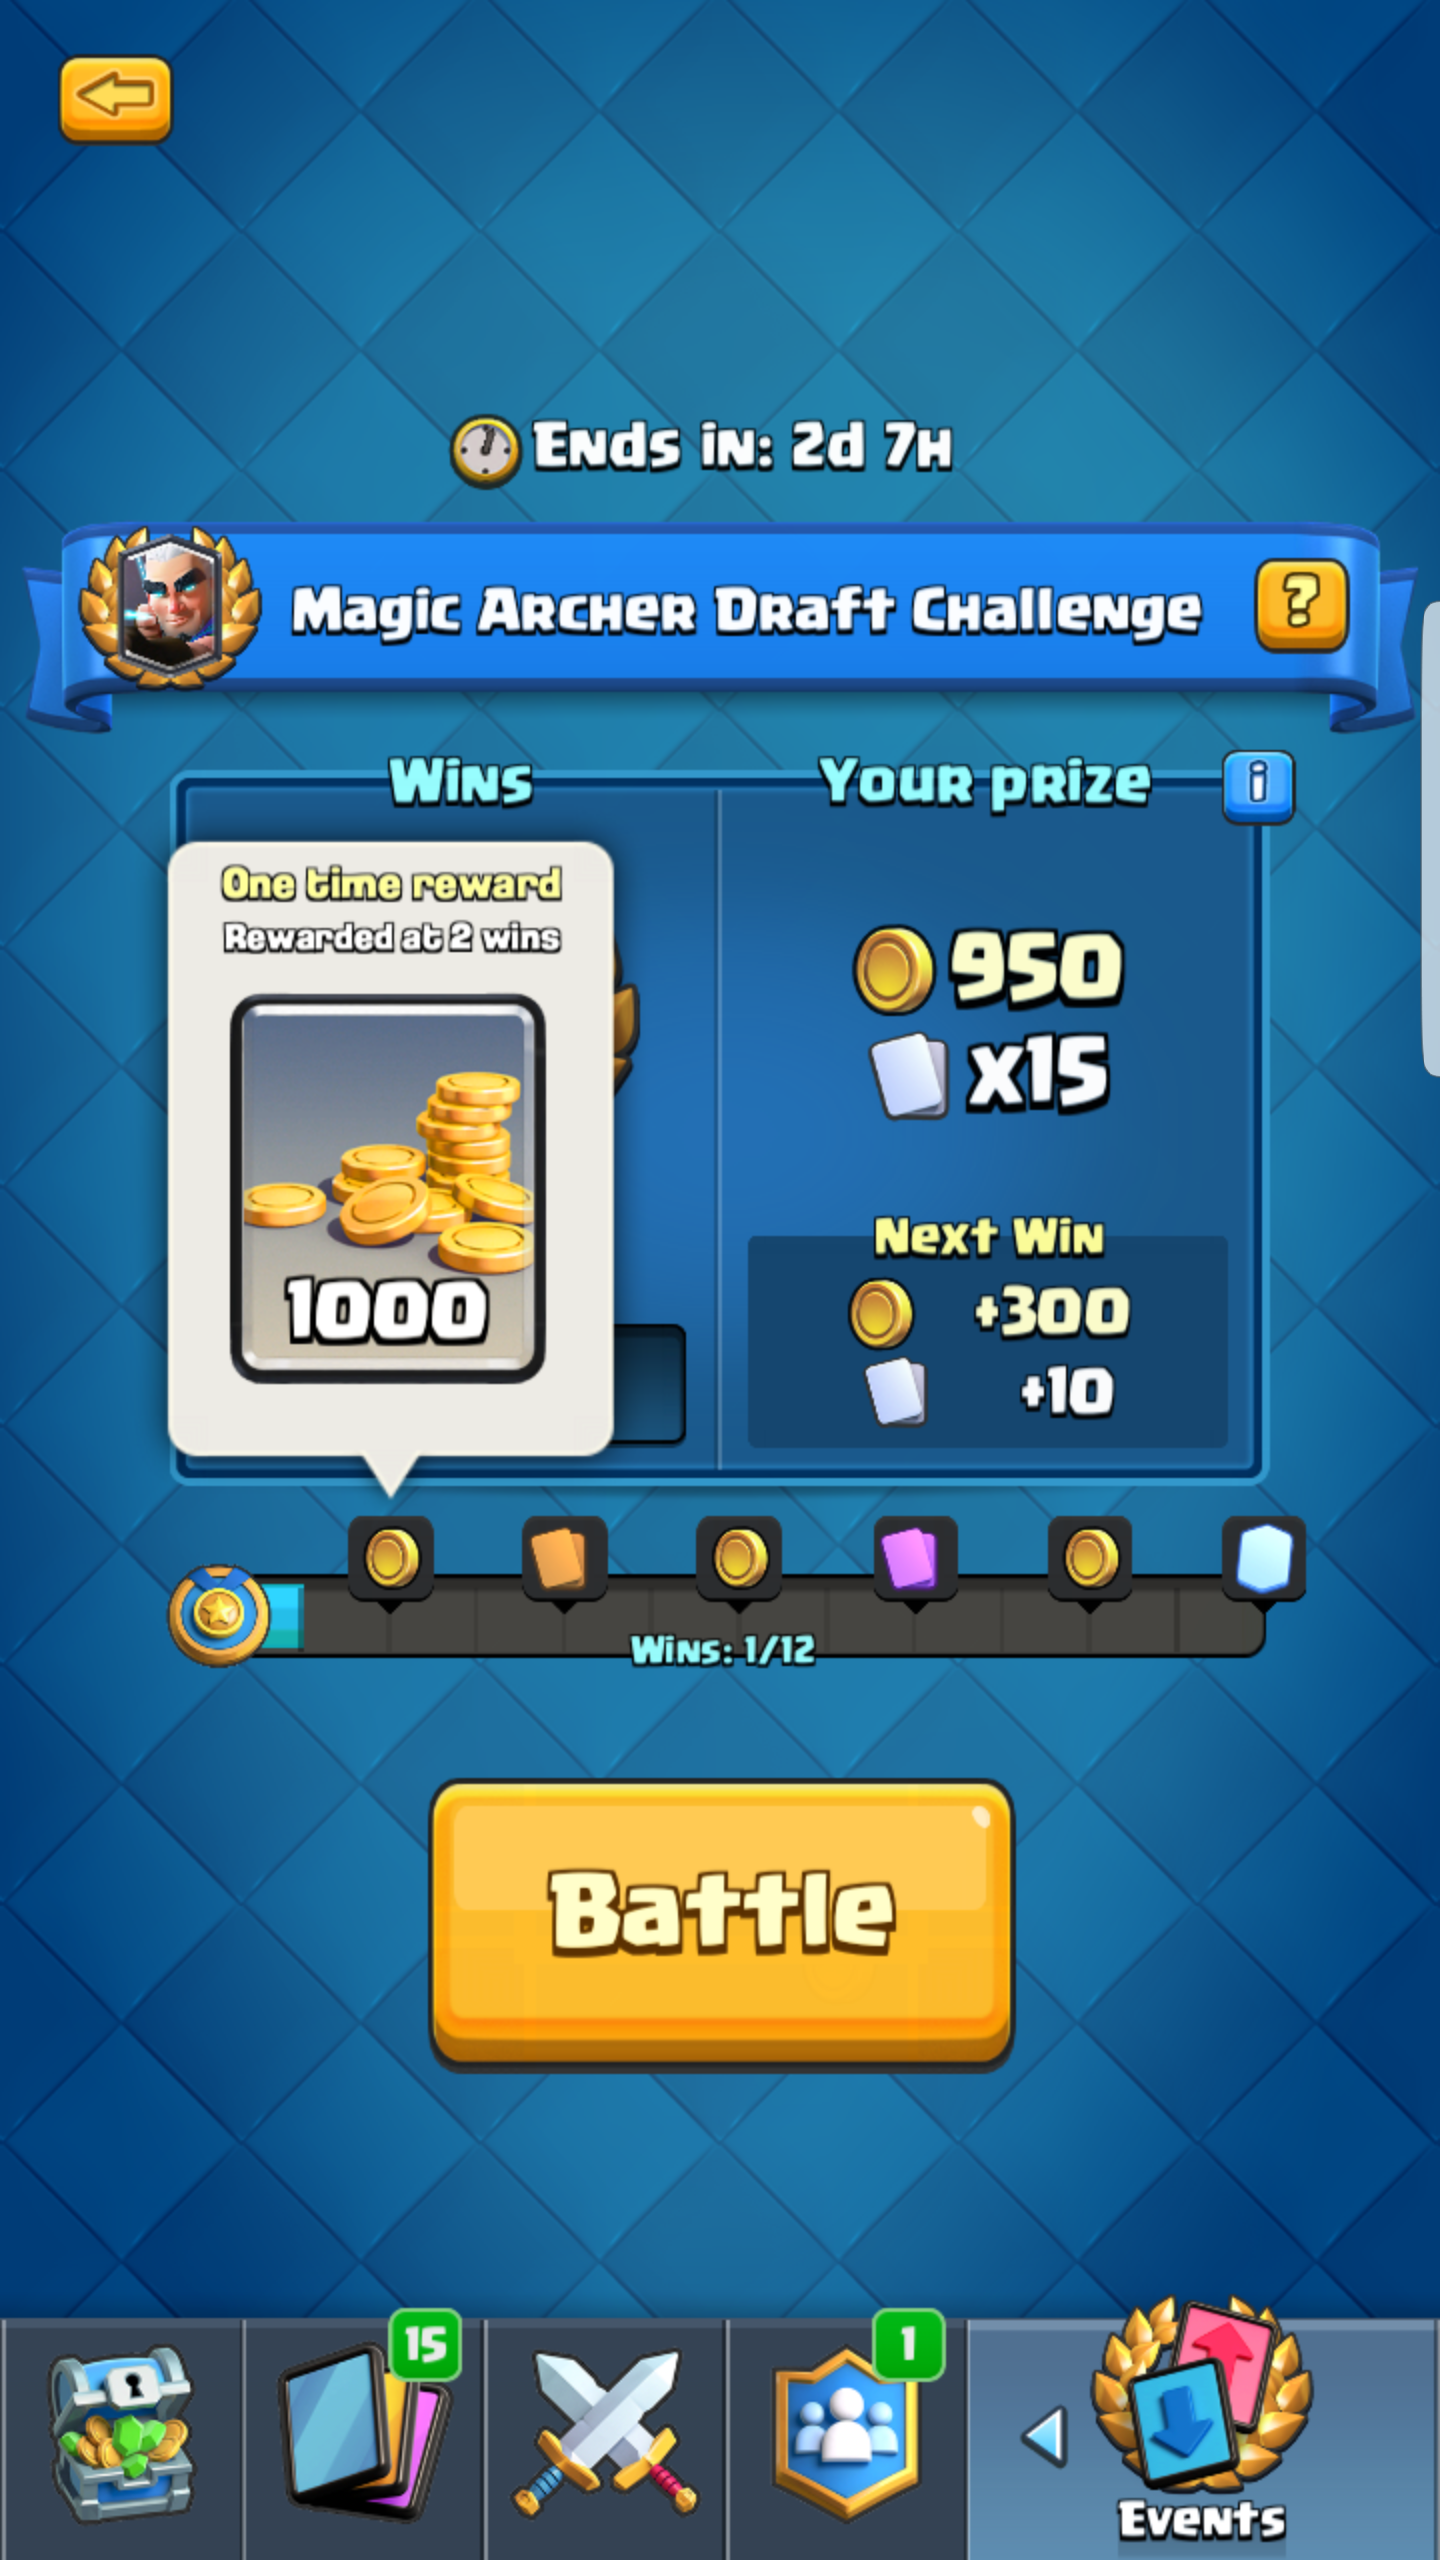 Ends in: 2d 7h
Magic Archer Draft Challenge
?
Wins
Your prize
i
One time reward
Rewarded at 2 wins
1000
950
x15
Next Win
+300
+10
Wins: 1/12
Battle
15
1
Events